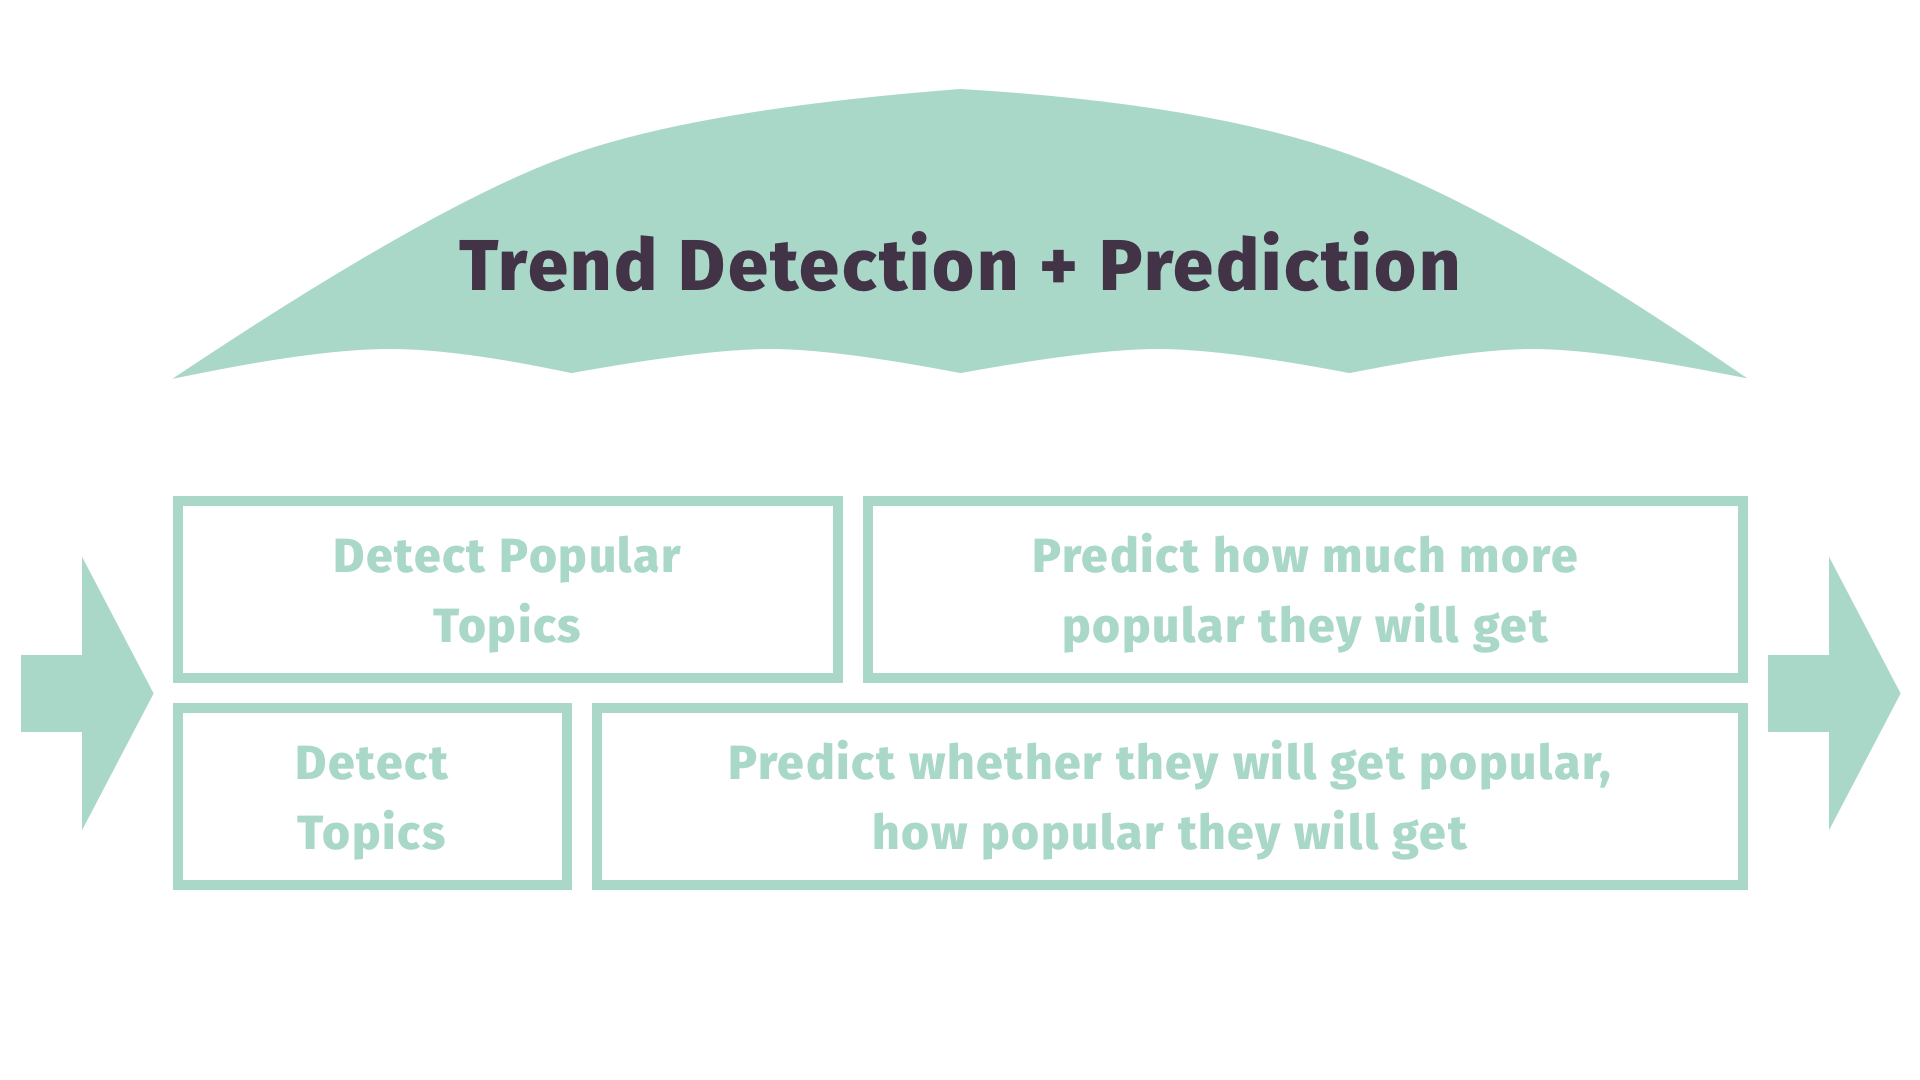 Trend Detection + Prediction
Detect Popular
Topics
Predict how much more
popular they will get
Detect
Topics
Predict whether they will get popular,
how popular they will get